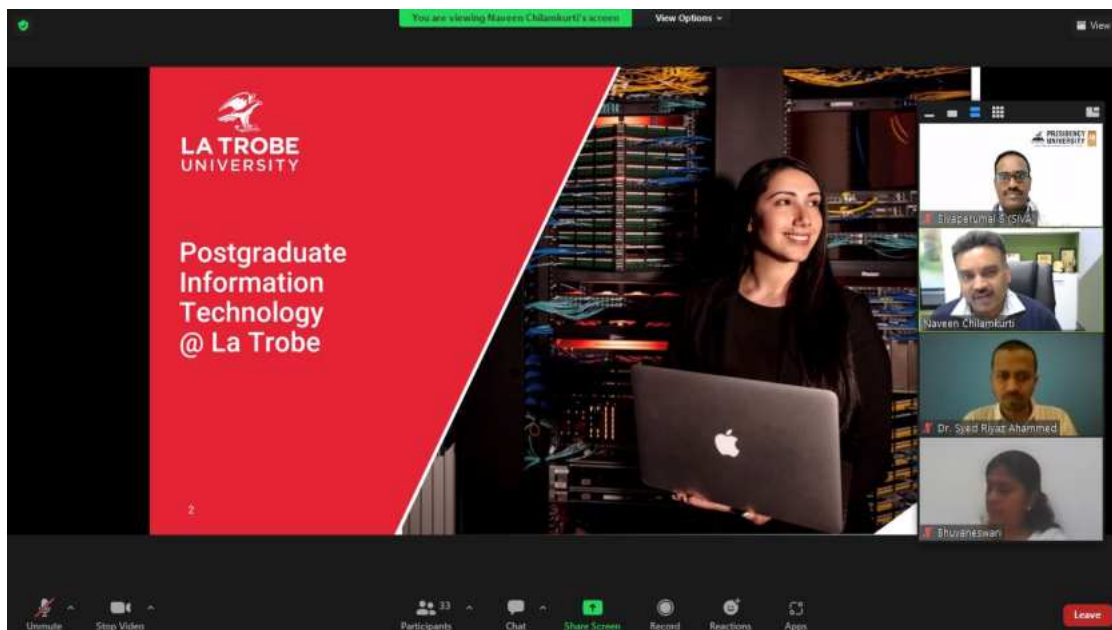 You are viewing Naveen Chilamkurti's screen
View Options
View
LA TROBE
UNIVERSITY
Postgraduate
Information
Technology
@ La Trobe
2
PRESIDENCY
UNIVERSITY
Sivaperumal S (SIVA)
Naveen Chilamkurti
Dr. Syed Riyaz Ahammed
Bhuvaneswari
Unmute
Stop Video
33
Participants
Chat
Share Screen
Record
Reactions
Apps
Leave